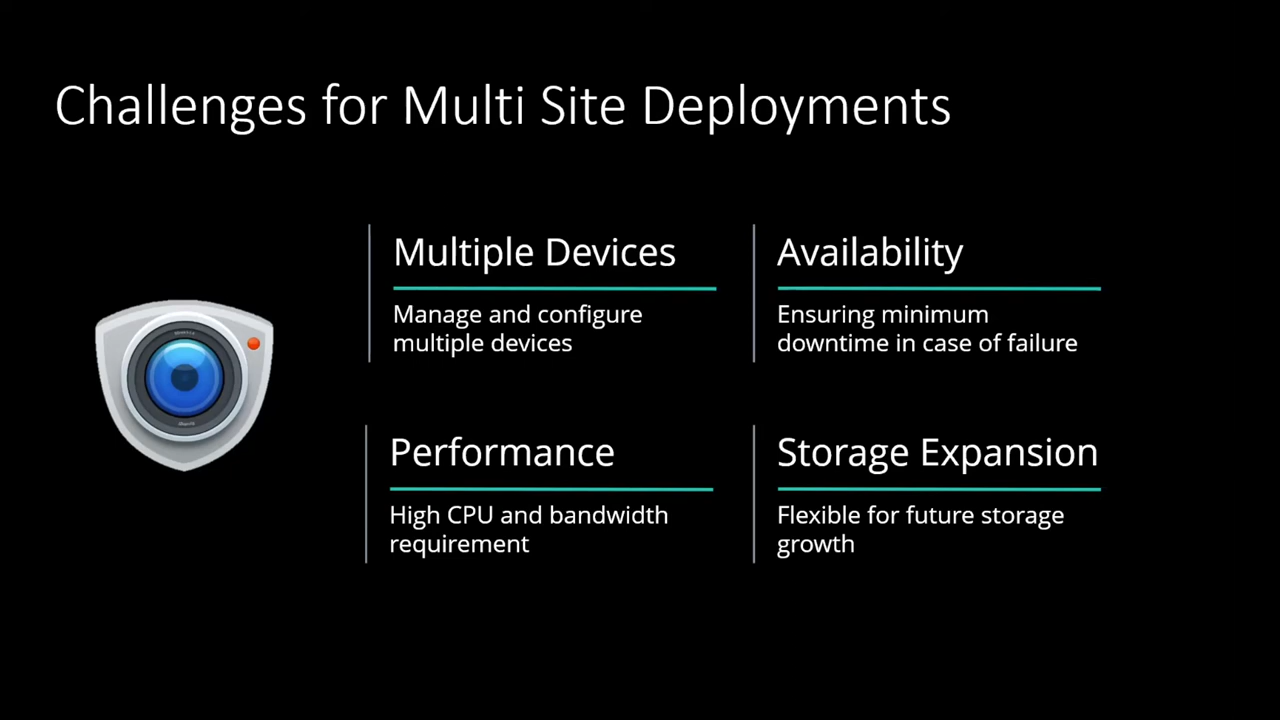 Challenges for Multi Site Deployments
Multiple Devices
Manage and configure
multiple devices
Availability
Ensuring minimum
downtime in case of failure
Performance
High CPU and bandwidth
requirement
Storage Expansion
Flexible for future storage
growth